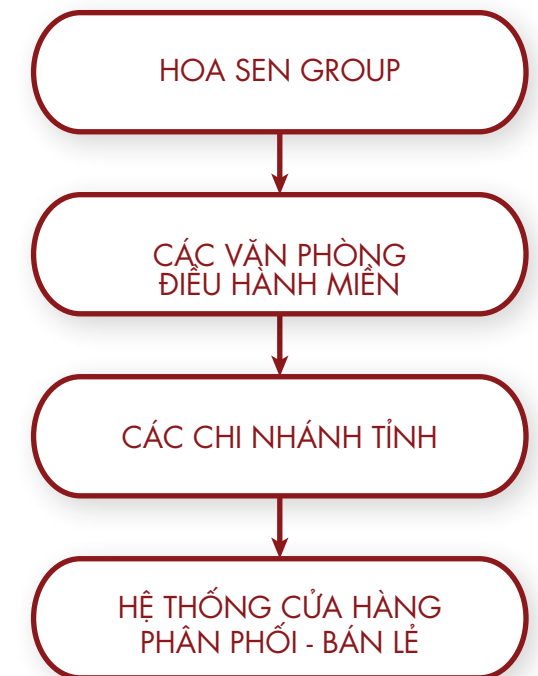 HOA SEN GROUP
CÁC VĂN PHÒNG
ĐIỀU HÀNH MIỀN
CÁC CHI NHÁNH TỈNH
HỆ THỐNG CỬA HÀNG
PHÂN PHỐI - BÁN LẺ